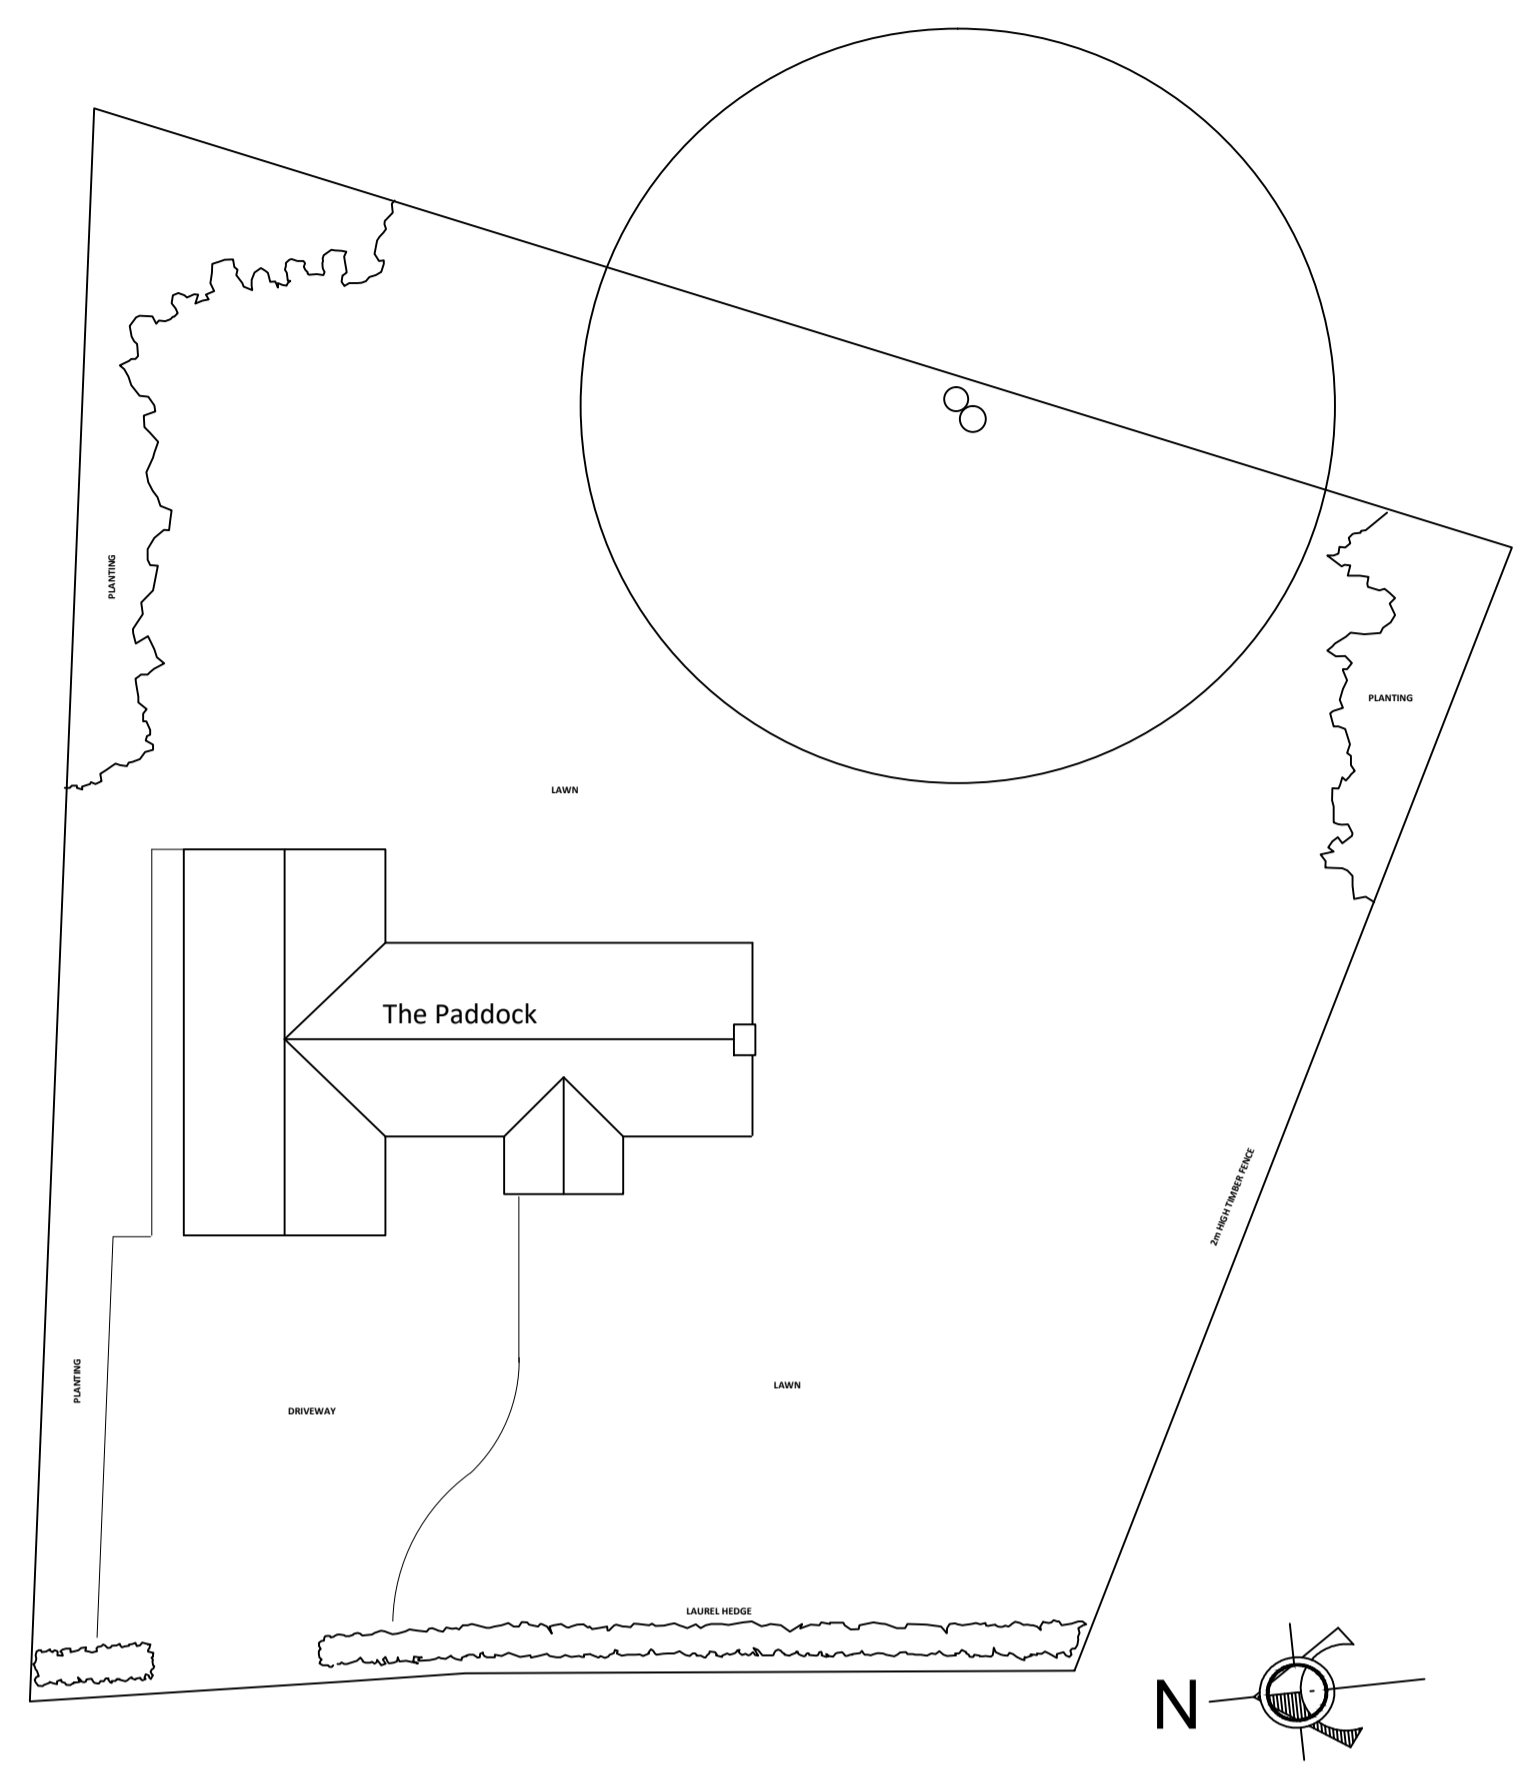 PLANTING
PLANTING
LAWN
The Paddock
2m HIGH TIMBER FENCE
PLANTING
LAWN
DRIVEWAY
LAUREL HEDGE
N